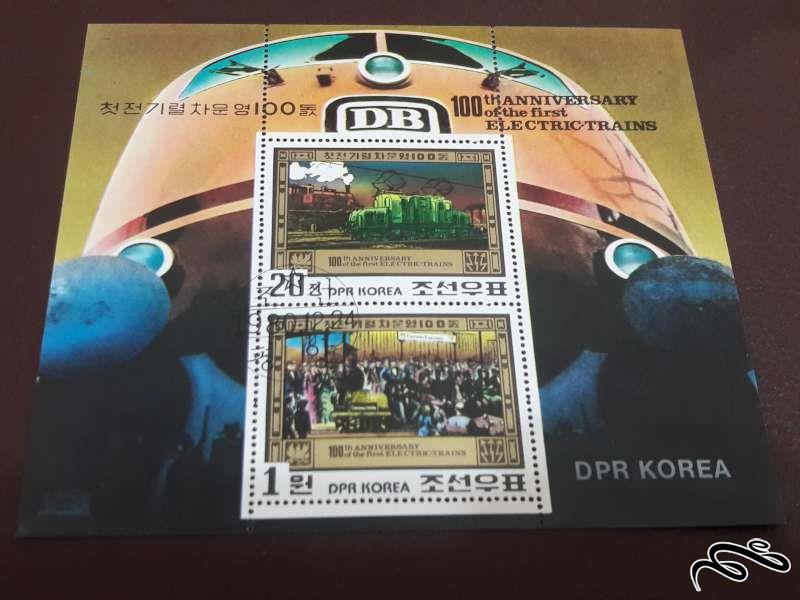 첫전기렬차운영100돐
DB
100th ANNIVERSARY
of the first
ELECTRIC-TRAINS
첫전기렬차운영100돐
100th ANNIVERSARY
of the first ELECTRIC-TRAINS
20전 DPR KOREA 조선우표
80.12.24
첫전기렬차운영100돐
100th ANNIVERSARY
of the first ELECTRIC-TRAINS
1원 DPR KOREA 조선우표
DPR KOREA